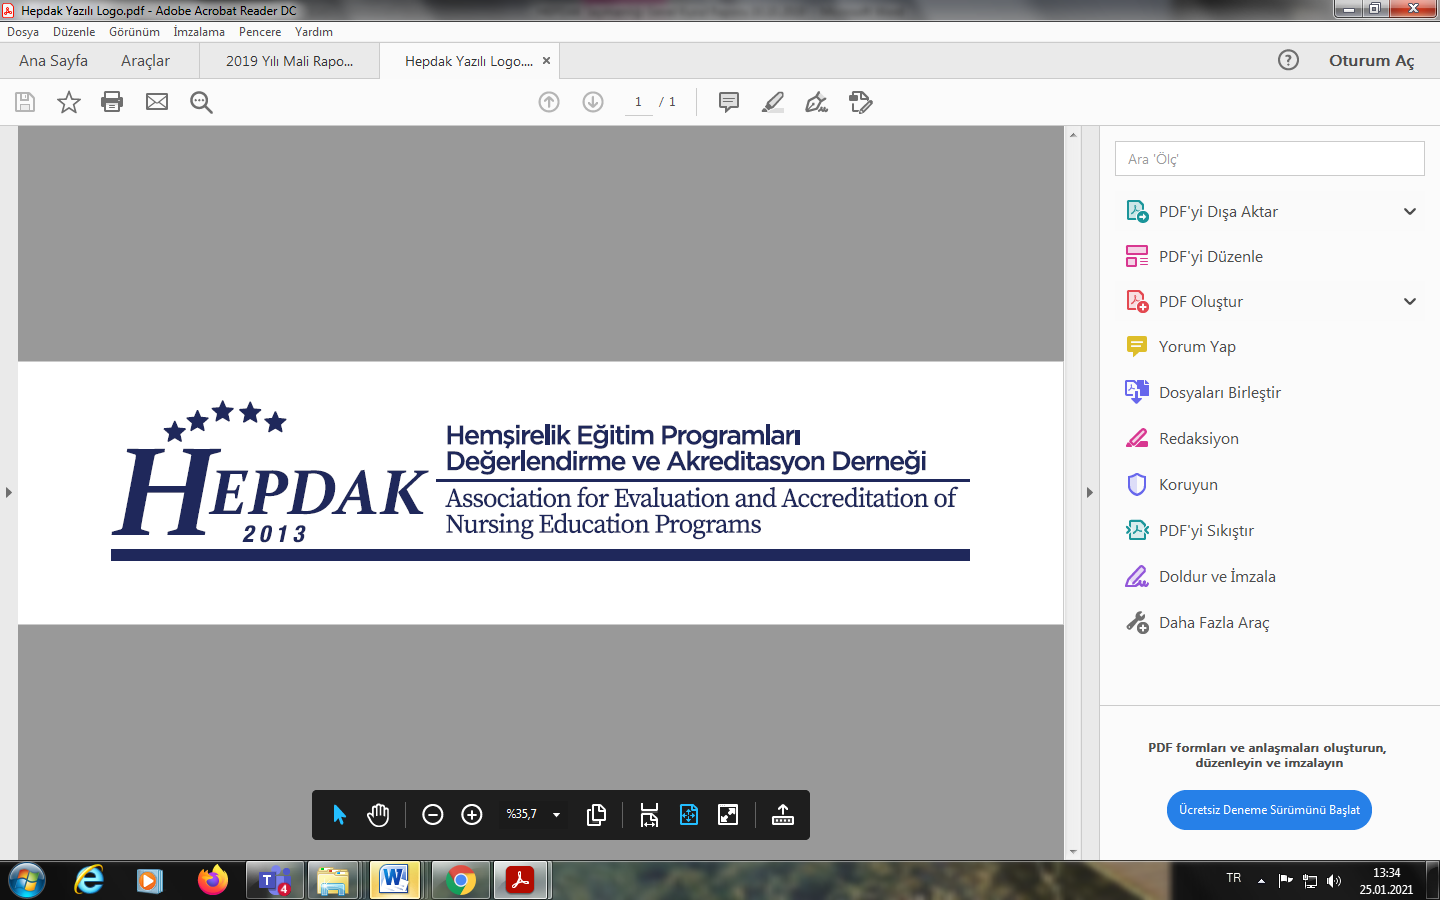 Hepdak Yazılı Logo.pdf - Adobe Acrobat Reader DC
Dosya Düzenle Görünüm İmzalama Pencere Yardım
Ana Sayfa Araçlar 2019 Yılı Mali Rapo... Hepdak Yazılı Logo.... Oturum Aç
1 / 1
Ara 'Ölç'
PDF'yi Dışa Aktar
PDF'yi Düzenle
PDF Oluştur
Yorum Yap
Dosyaları Birleştir
Redaksiyon
Koruyun
PDF'yi Sıkıştır
Doldur ve İmzala
Daha Fazla Araç
HEPDAK
2013
Hemşirelik Eğitim Programları
Değerlendirme ve Akreditasyon Derneği
Association for Evaluation and Accreditation of
Nursing Education Programs
PDF formları ve anlaşmaları oluşturun,
düzenleyin ve imzalayın
Ücretsiz Deneme Sürümünü Başlat
%35,7
4
TR
13:34
25.01.2021